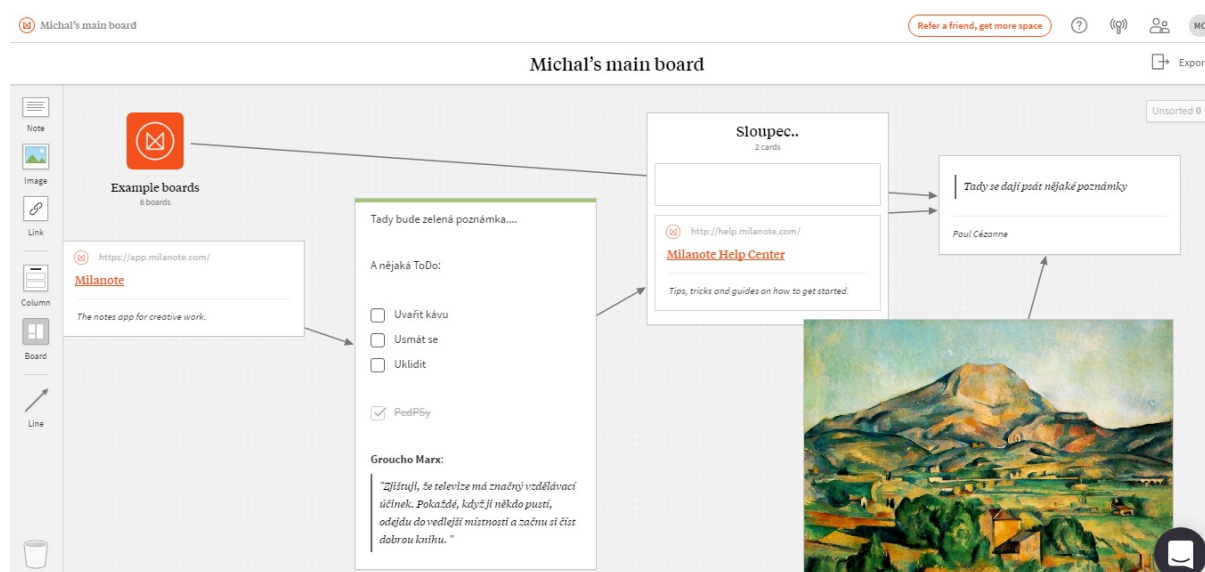 Michal's main board
Refer a friend, get more space
?
MC
Michal's main board
Export
Note
Image
Link
Column
Board
Line
Unsorted 0
Example boards
6 boards
https://app.milanote.com/
Milanote
The notes app for creative work.
Tady bude zelená poznámka....
A nějaká ToDo:
Uvařit kávu
Usmát se
Uklidit
PedPSy
Groucho Marx:
"Zjištuji, že televize má značný vzdělávací
účinek. Pokaždé, když ji někdo pustí,
odejdu do vedlejší místnosti a začnu si číst
dobrou knihu. "
Sloupec..
2 cards
http://help.milanote.com/
Milanote Help Center
Tips, tricks and guides on how to get started.
Tady se dají psát nějaké poznámky
Paul Cézanne